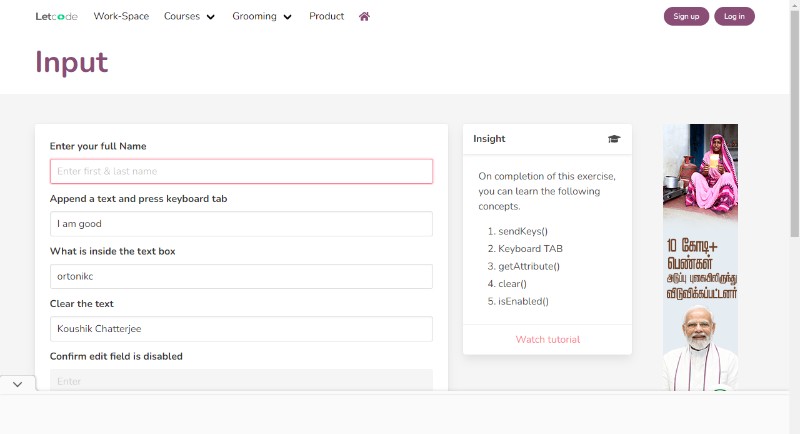 Letcode Work-Space Courses Grooming Product Sign up Log in
Input
Enter your full Name
Enter first & last name
Append a text and press keyboard tab
I am good
What is inside the text box
ortonikc
Clear the text
Koushik Chatterjee
Confirm edit field is disabled
Enter
Insight
On completion of this exercise,
you can learn the following
concepts.
1. sendKeys()
2. Keyboard TAB
3. getAttribute()
4. clear()
5. isEnabled()
Watch tutorial
10 கோடி+
பெண்கள்
அடுப்பு புகையிலிருந்து
விடுவிக்கப்பட்டனர்